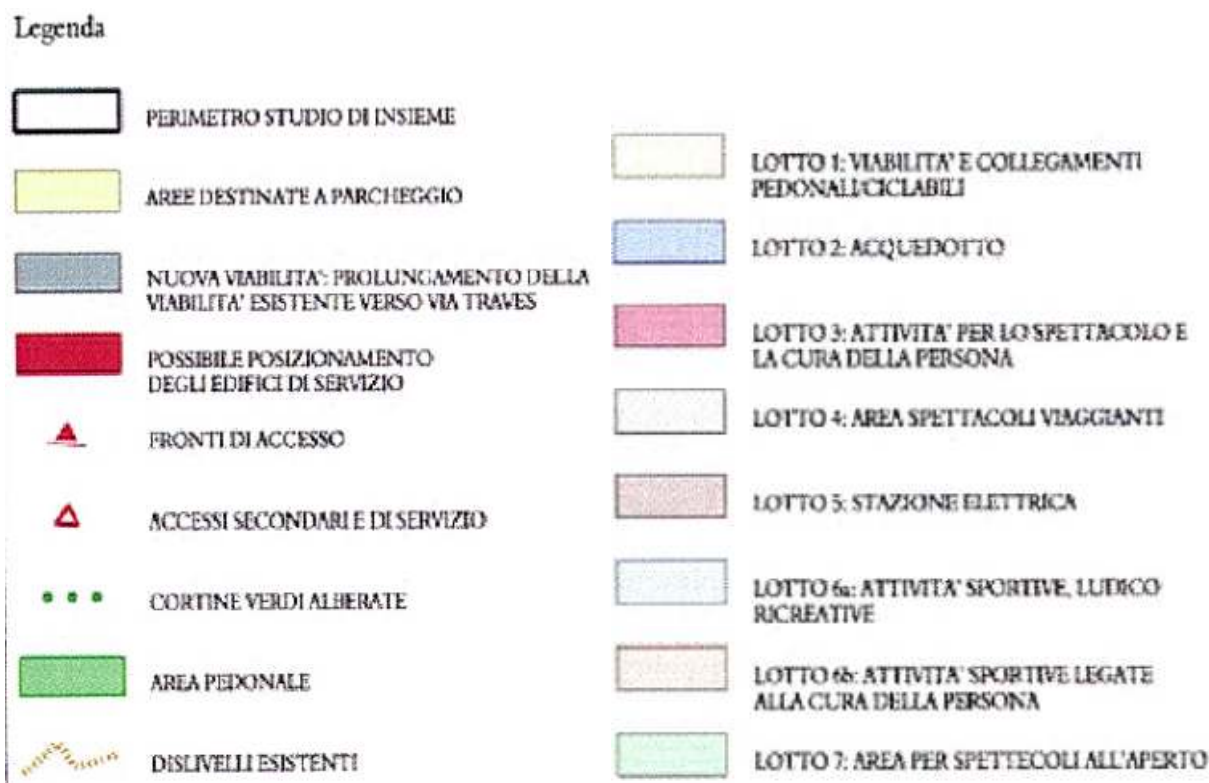 Legenda
PERIMETRO STUDIO DI INSIEME
AREE DESTINATE A PARCHEGGIO
NUOVA VIABILITA': PROLUNGAMENTO DELLA
VIABILITA' ESISTENTE VERSO VIA TRAVES
POSSIBILE POSIZIONAMENTO
DEGLI EDIFICI DI SERVIZIO
FRONTI DI ACCESSO
ACCESSI SECONDARI E DI SERVIZIO
CORTINE VERDI ALBERATE
AREA PEDONALE
DISLIVELLI ESISTENTI
LOTTO 1: VIABILITA' E COLLEGAMENTI
PEDONALI/CICLABILI
LOTTO 2: ACQUEDOTTO
LOTTO 3: ATTIVITA' PER LO SPETTACOLO E
LA CURA DELLA PERSONA
LOTTO 4: AREA SPETTACOLI VIAGGIANTI
LOTTO 5: STAZIONE ELETTRICA
LOTTO 6a: ATTIVITA' SPORTIVE, LUDICO
RICREATIVE
LOTTO 6b: ATTIVITA' SPORTIVE LEGATE
ALLA CURA DELLA PERSONA
LOTTO 7: AREA PER SPETTECOLI ALL'APERTO